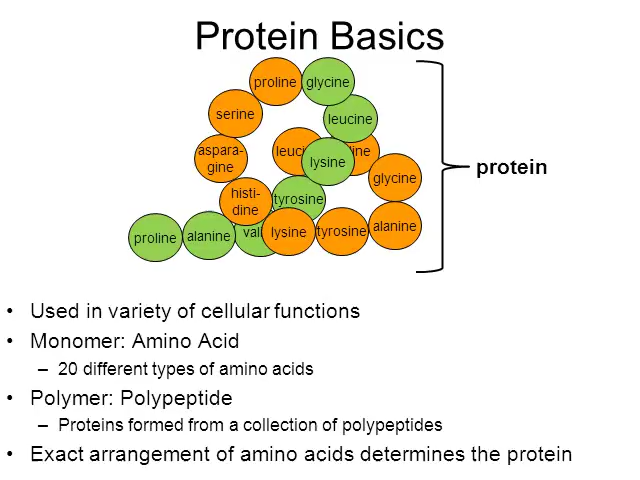 Protein Basics
proline
glycine
serine
leucine
aspara-
gine
lysine
glycine
histi-
dine
tyrosine
proline
alanine
lysine
tyrosine
alanine
protein
• Used in variety of cellular functions
• Monomer: Amino Acid
– 20 different types of amino acids
• Polymer: Polypeptide
– Proteins formed from a collection of polypeptides
• Exact arrangement of amino acids determines the protein